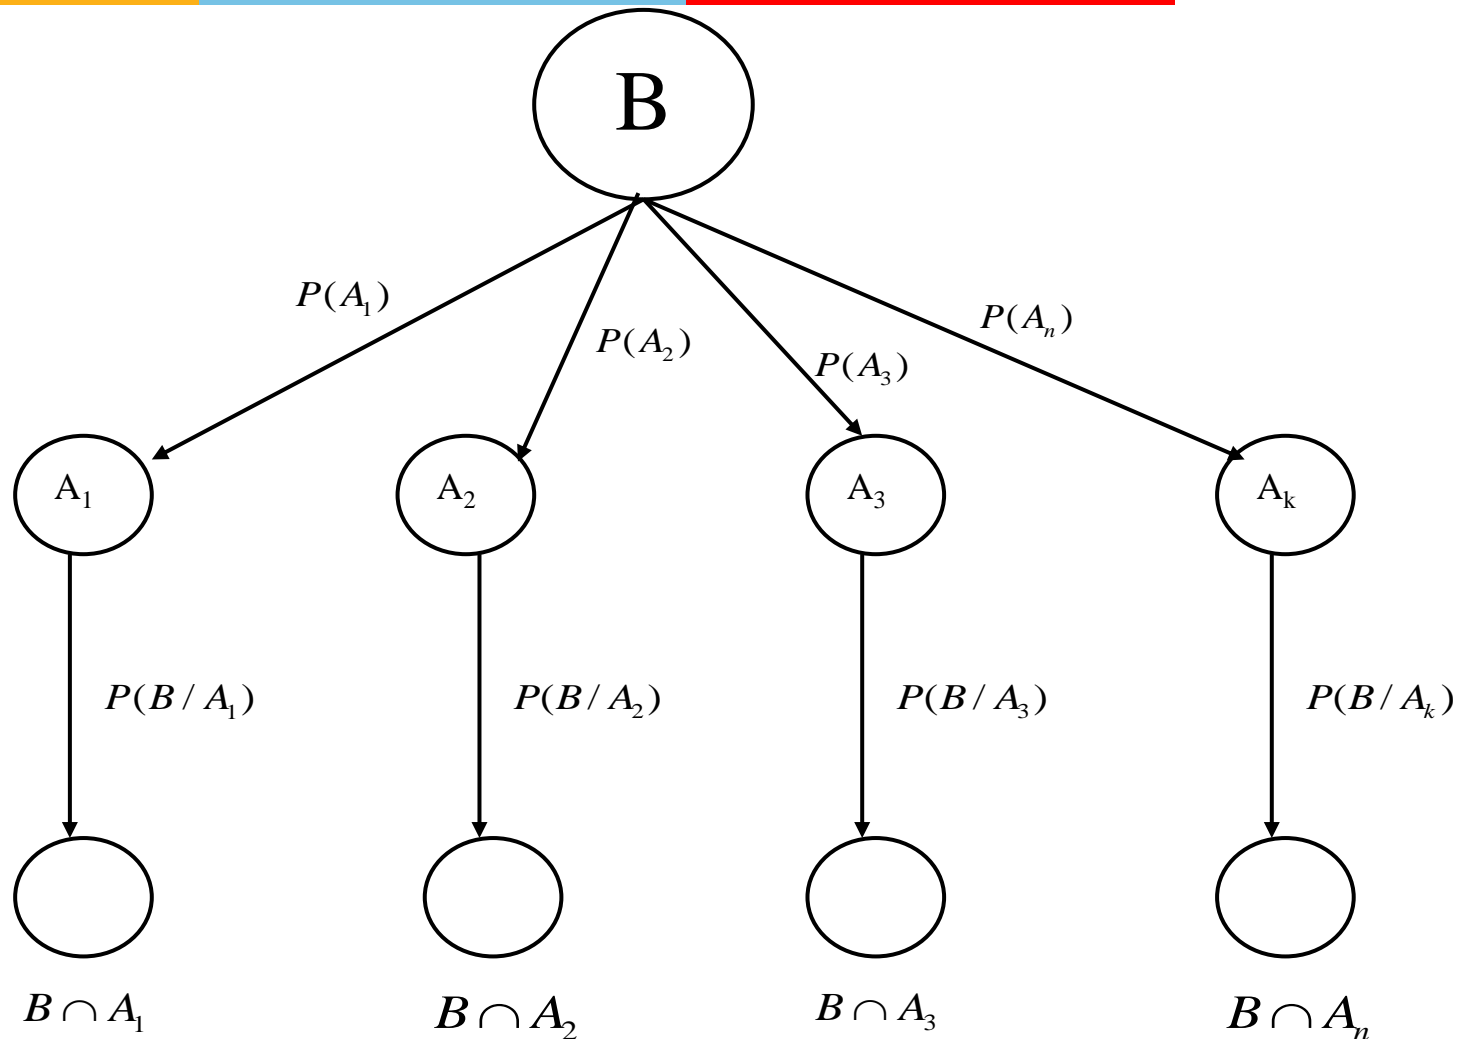 B
P(A₁)
P(A₂)
P(A₃)
P(Aₙ)
A₁
A₂
A₃
Aₖ
P(B / A₁)
P(B / A₂)
P(B / A₃)
P(B / Aₖ)
B ∩ A₁
B ∩ A₂
B ∩ A₃
B ∩ Aₙ